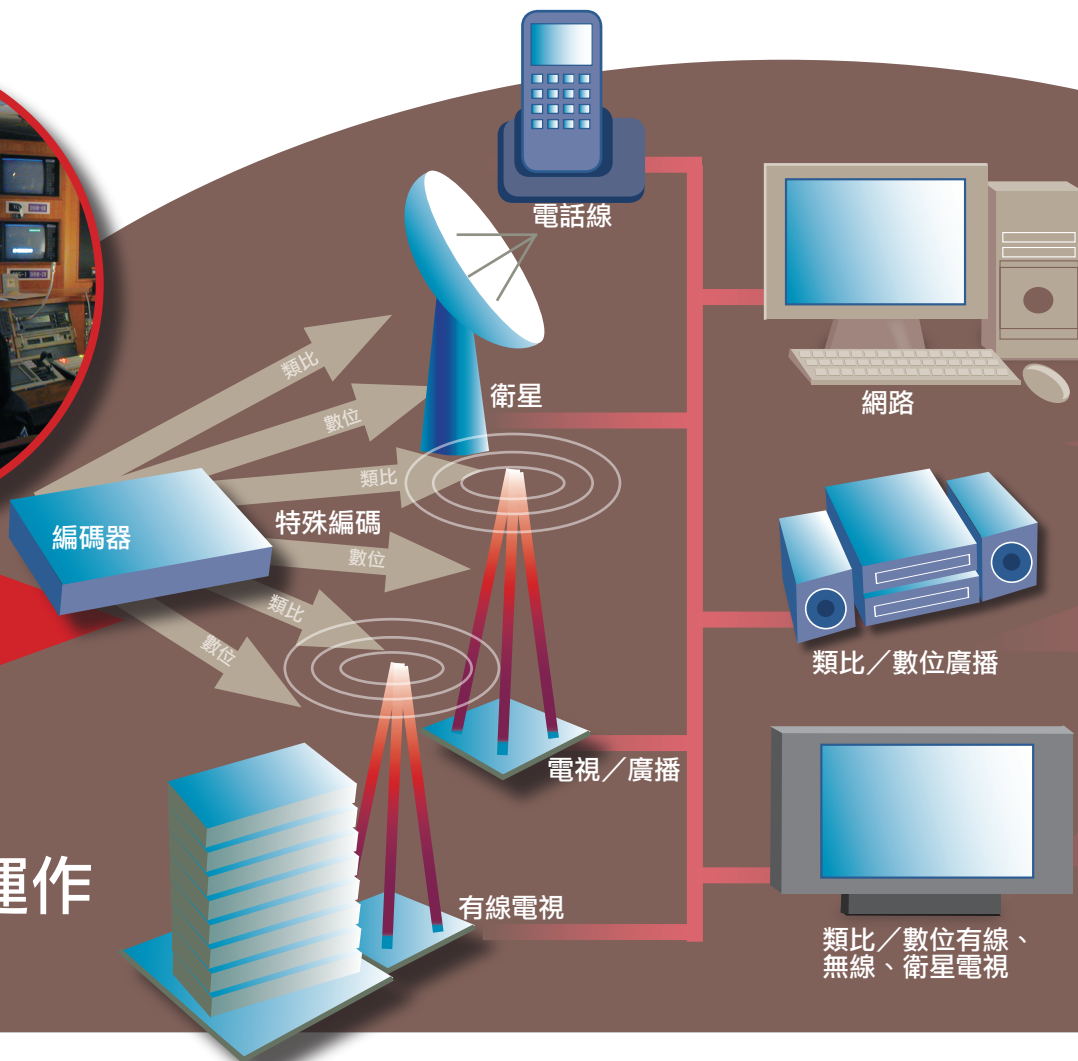 電話線
類比
數位
衛星
網路
類比
編碼器
特殊編碼
數位
類比
數位
類比／數位廣播
電視／廣播
運作
有線電視
類比／數位有線、
無線、衛星電視